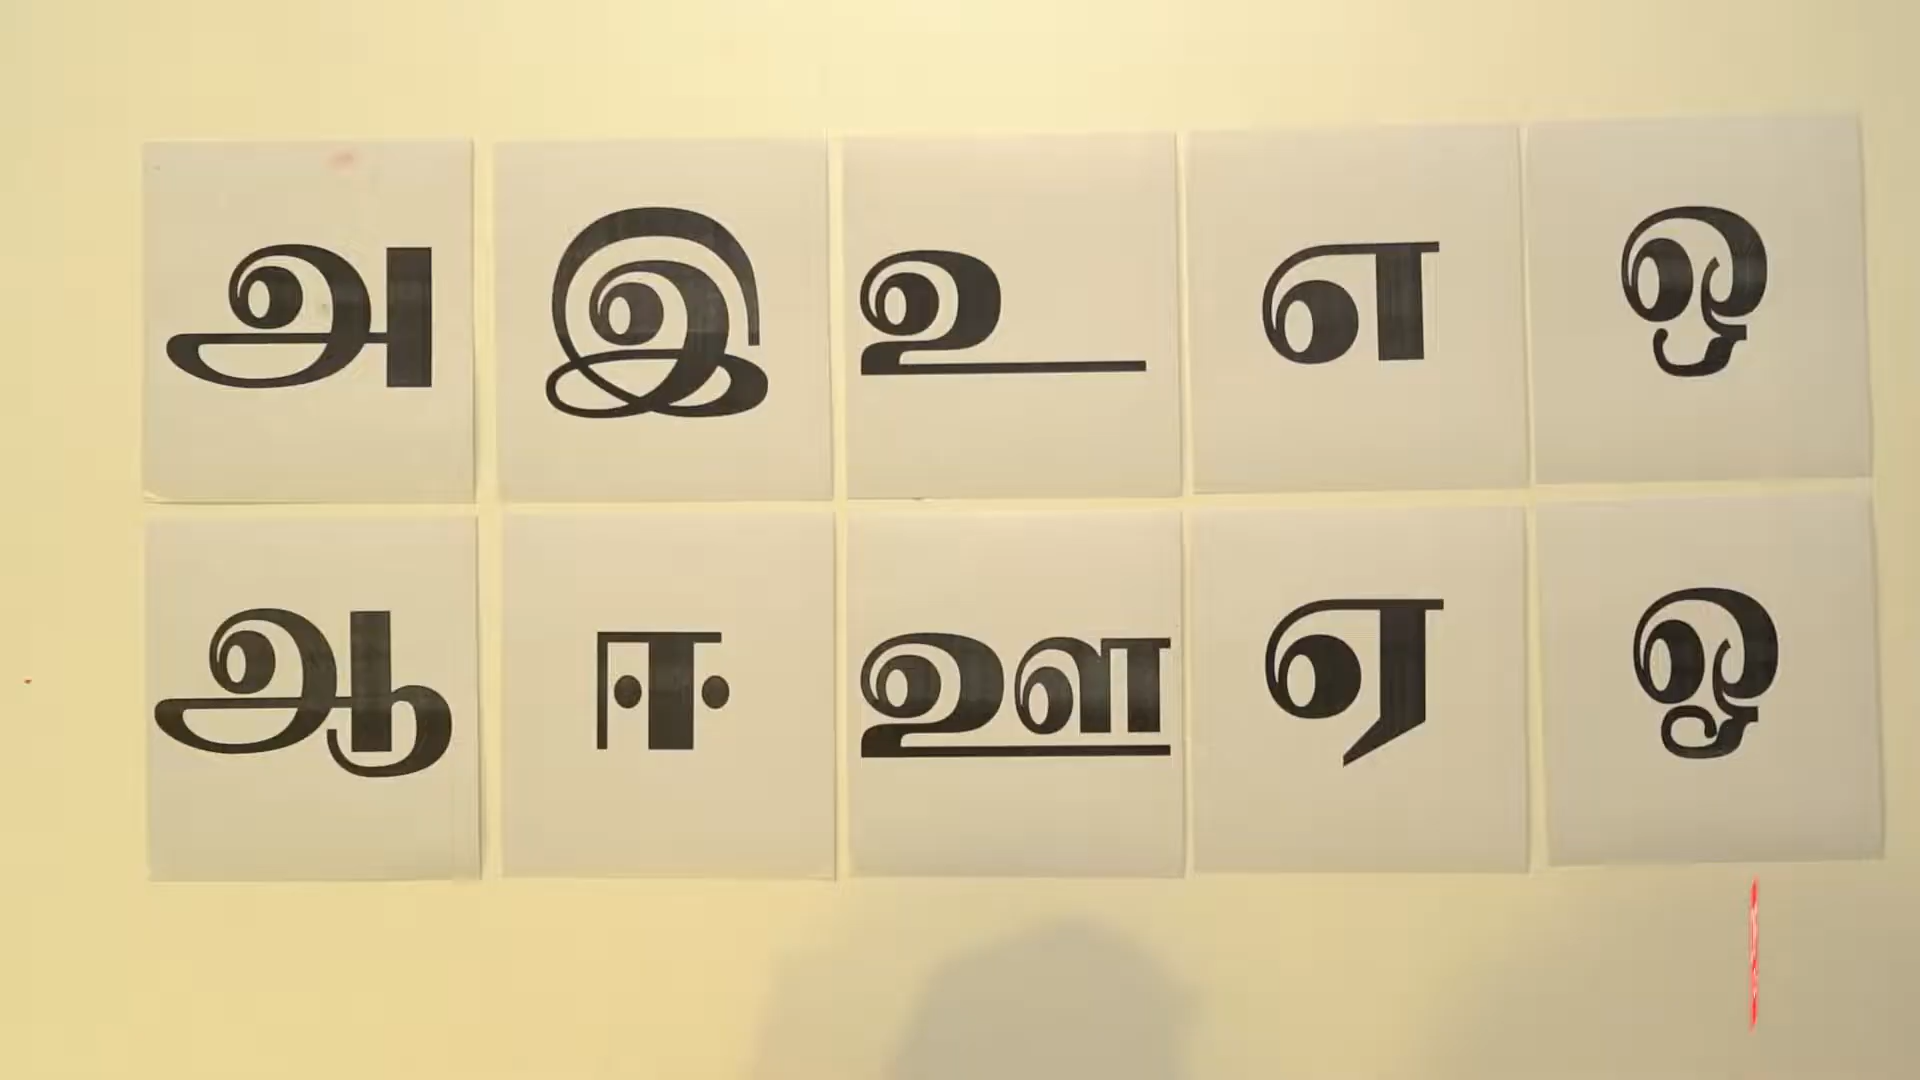 அ இ உ எ ஒ
ஆ ஈ ஊ ஏ ஓ